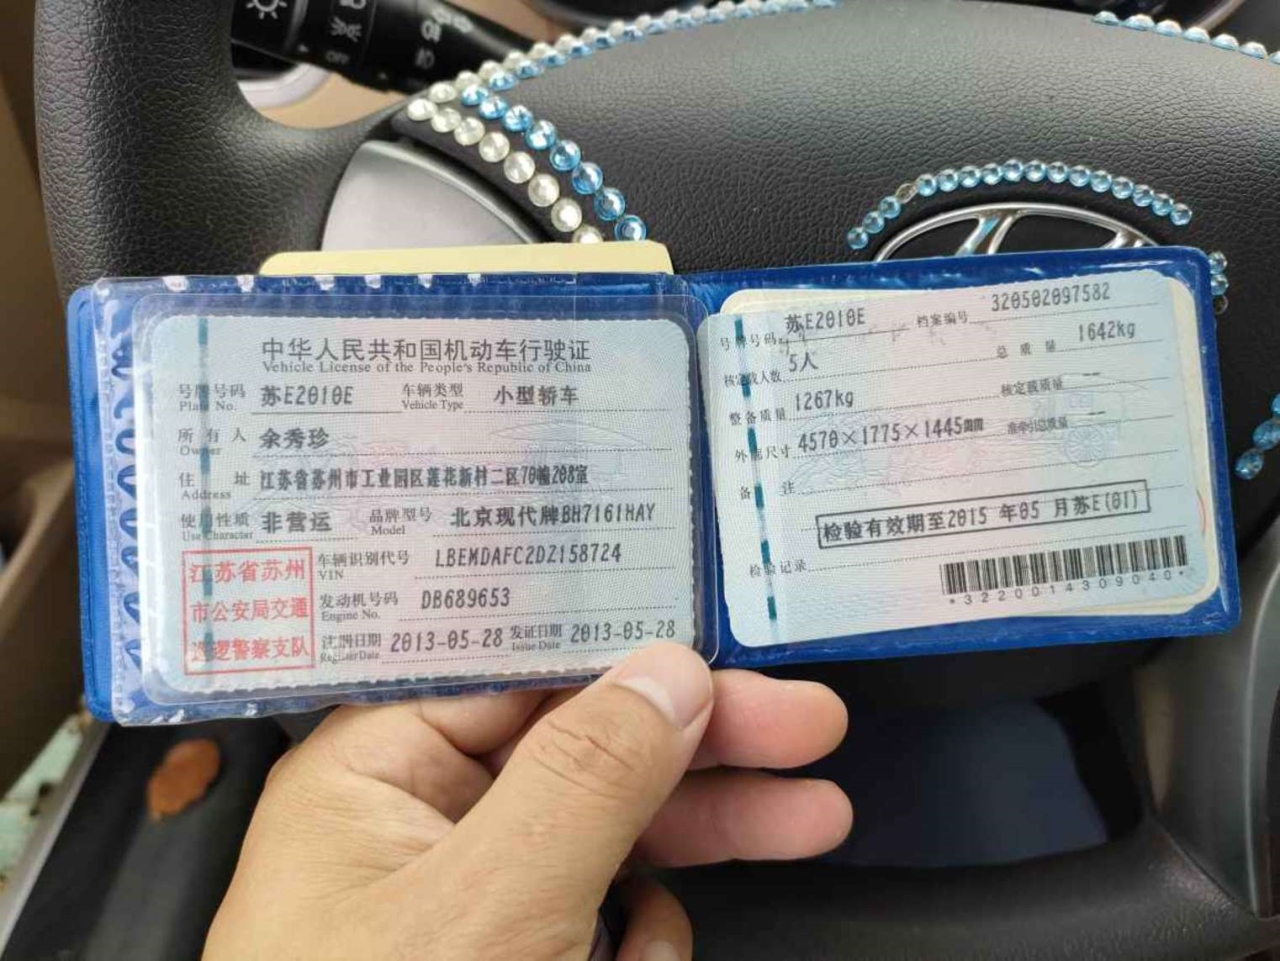 OFF
中华人民共和国机动车行驶证
Vehicle License of the People's Republic of China
号牌号码 苏E2010E 车辆类型 小型轿车
Plate No. Vehicle Type
所有人 余秀珍
Owner
住址 江苏省苏州市工业园区莲花新村二区70幢208室
Address
使用性质 非营运 品牌型号 北京现代牌BH7161HAY
Use Character Model
江苏省苏州
市公安局交通
巡逻警察支队
车辆识别代号 LBEMDAFC2DZ158724
VIN
发动机号码 DB689653
Engine No.
注册日期 2013-05-28 发证日期 2013-05-28
Register Date Issue Date
号牌号码 苏E2010E 档案编号 320502097582
核定载人数 5人 总质量 1642kg
整备质量 1267kg 核定载质量 --
外廓尺寸 4570×1775×1445mm 准牵引总质量 --
备注
检验有效期至2015年05月苏E(01)
检验记录
*3220014309040*